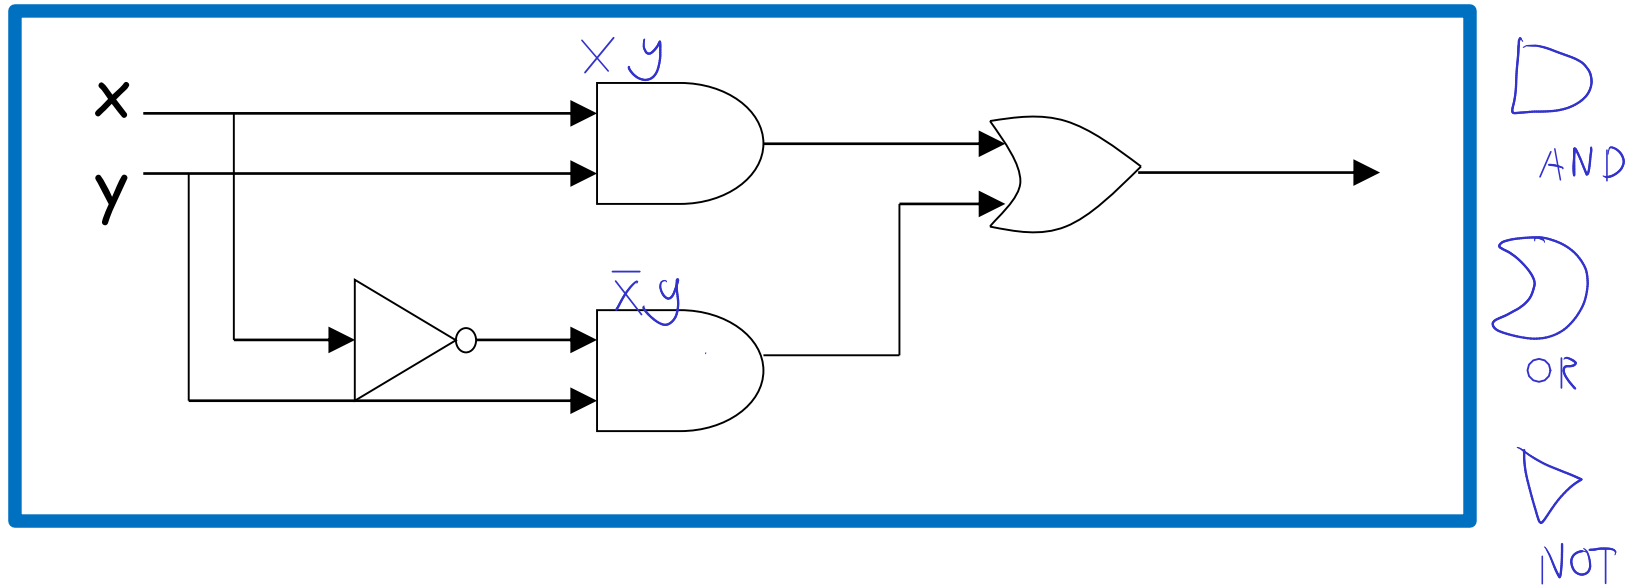 x y
X
y
x̅ y
AND
OR
NOT